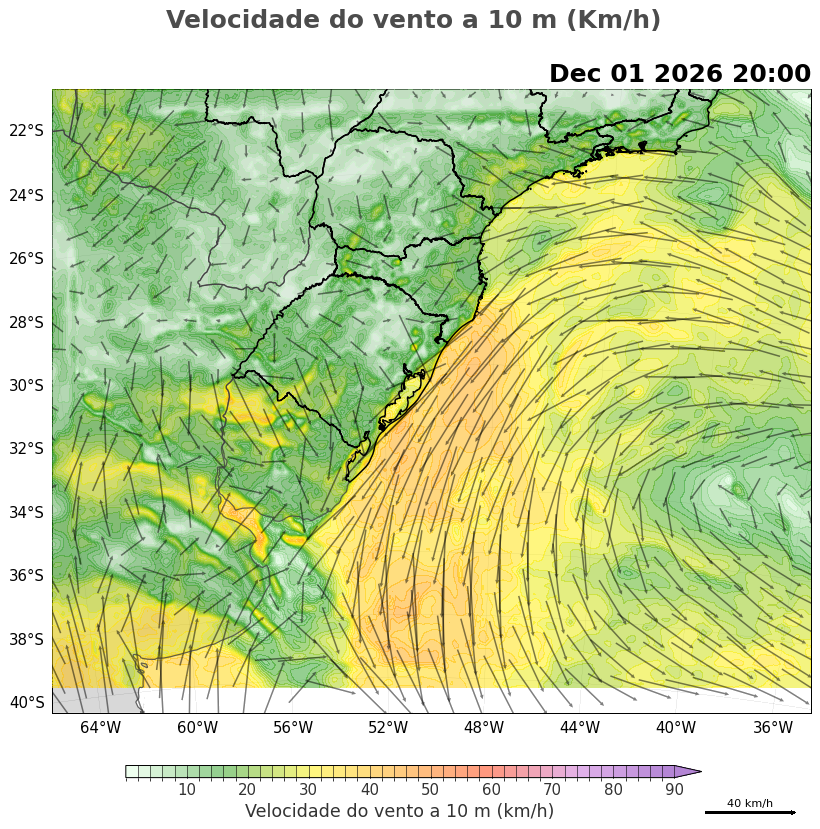 Velocidade do vento a 10 m (Km/h)
Dec 01 2026 20:00
22°S
24°S
26°S
28°S
30°S
32°S
34°S
36°S
38°S
40°S
64°W 60°W 56°W 52°W 48°W 44°W 40°W 36°W
10 20 30 40 50 60 70 80 90
Velocidade do vento a 10 m (km/h)
40 km/h